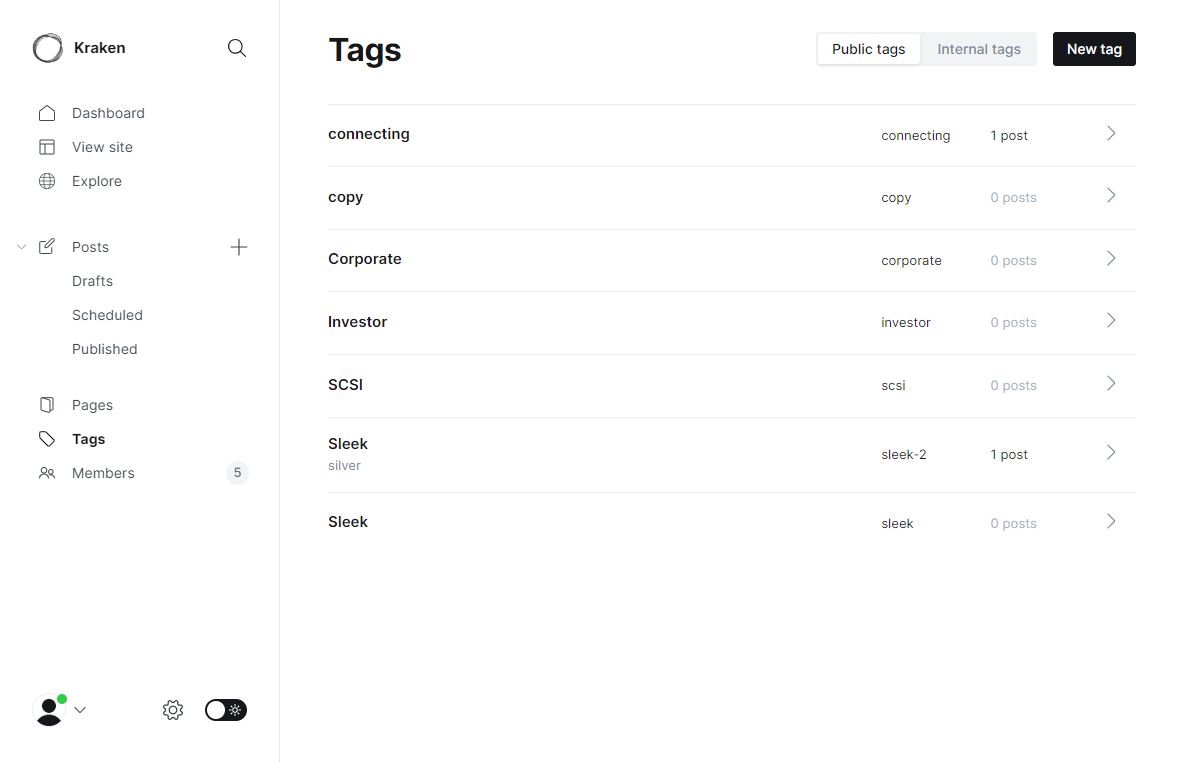 Kraken
Dashboard
View site
Explore
Posts
Drafts
Scheduled
Published
Pages
Tags
Members 5
Tags
Public tags Internal tags New tag
connecting connecting 1 post
copy copy 0 posts
Corporate corporate 0 posts
Investor investor 0 posts
SCSI scsi 0 posts
Sleek
silver sleek-2 1 post
Sleek sleek 0 posts